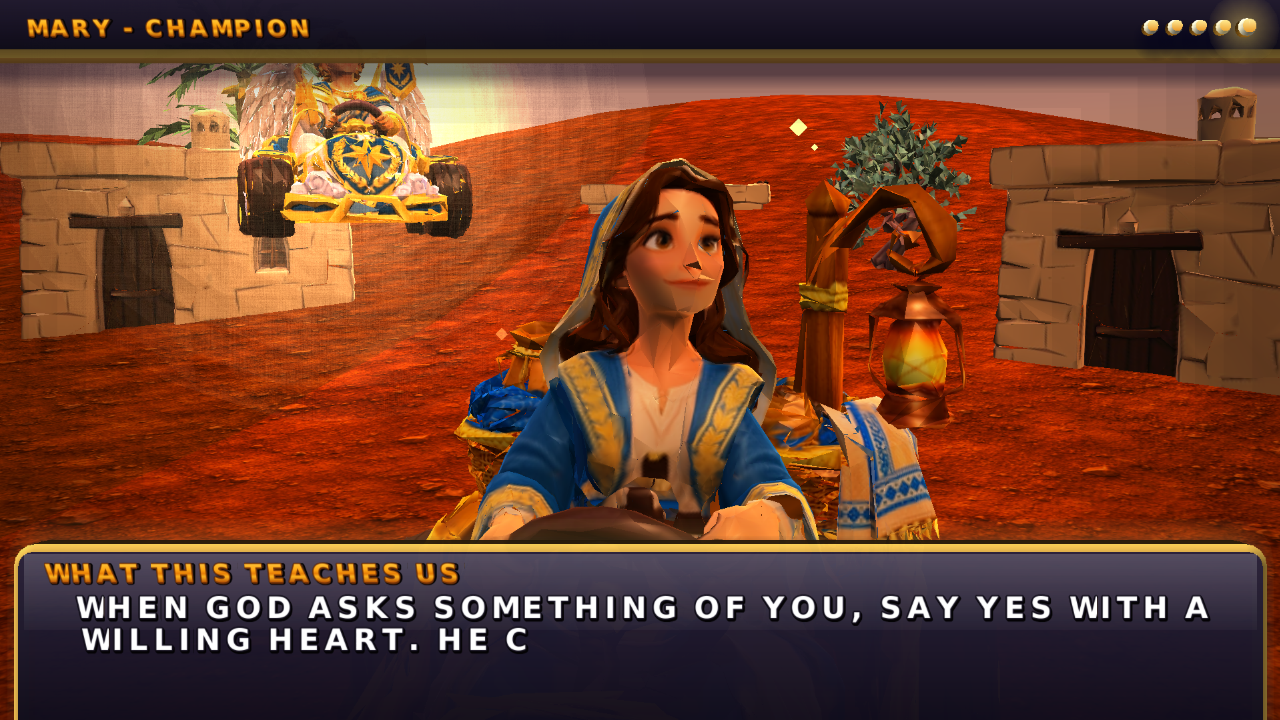 MARY - CHAMPION
WHAT THIS TEACHES US
WHEN GOD ASKS SOMETHING OF YOU, SAY YES WITH A
WILLING HEART. HE C